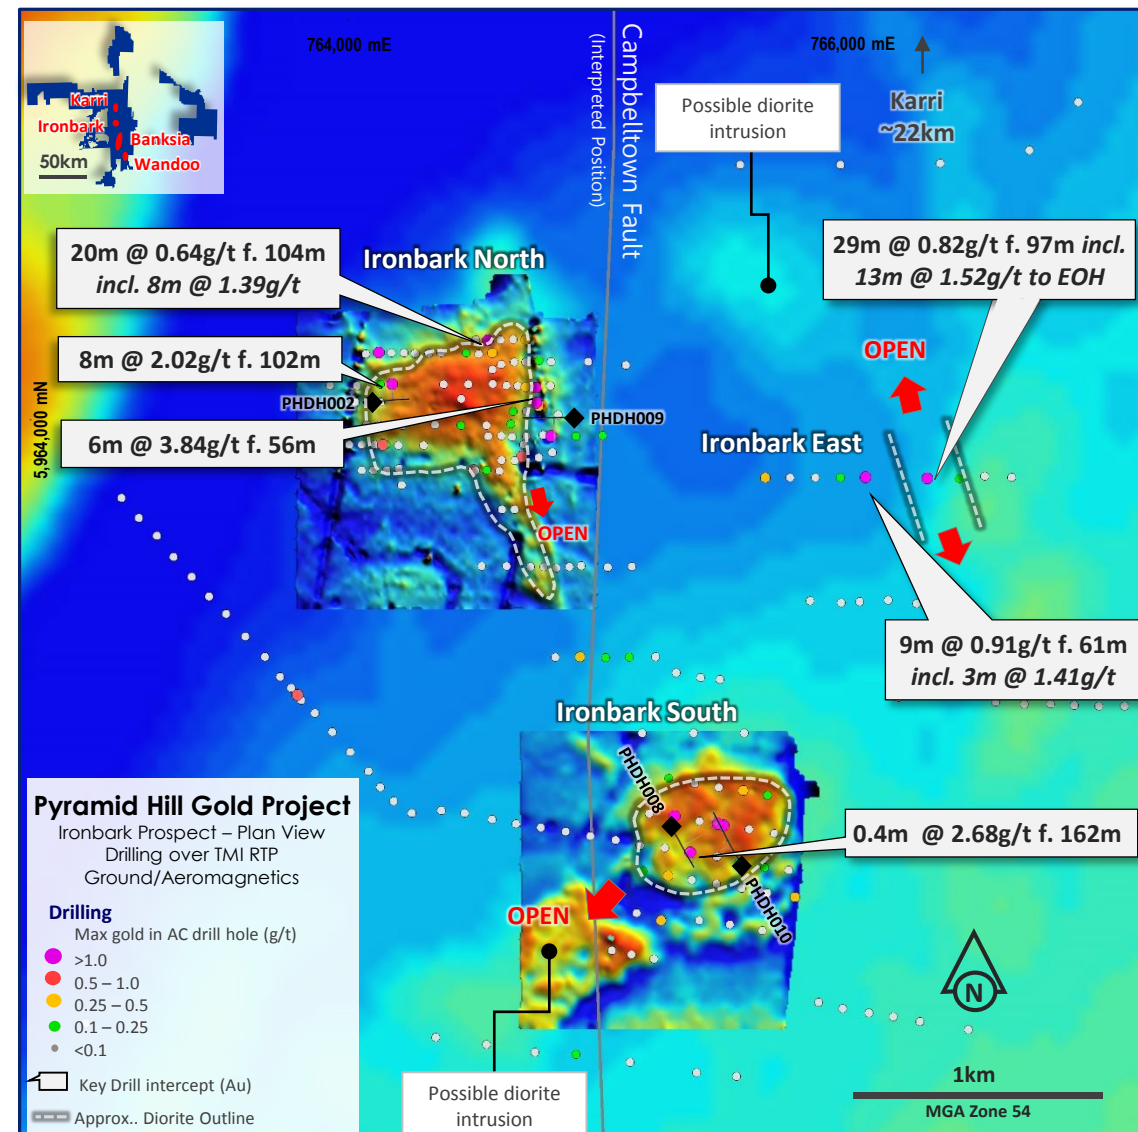 Karri
Ironbark
Banksia
Wandoo
50km
764,000 mE
Campbelltown Fault
(Interpreted Position)
766,000 mE
Karri
~22km
Possible diorite
intrusion
20m @ 0.64g/t f. 104m
incl. 8m @ 1.39g/t
Ironbark North
29m @ 0.82g/t f. 97m incl.
13m @ 1.52g/t to EOH
8m @ 2.02g/t f. 102m
OPEN
PHDH002
PHDH009
5,964,000 mN
6m @ 3.84g/t f. 56m
Ironbark East
OPEN
9m @ 0.91g/t f. 61m
incl. 3m @ 1.41g/t
Ironbark South
PHDH008
0.4m @ 2.68g/t f. 162m
PHDH010
OPEN
Pyramid Hill Gold Project
Ironbark Prospect – Plan View
Drilling over TMI RTP
Ground/Aeromagnetics
Drilling
Max gold in AC drill hole (g/t)
>1.0
0.5 – 1.0
0.25 – 0.5
0.1 – 0.25
<0.1
Key Drill intercept (Au)
Approx.. Diorite Outline
Possible diorite
intrusion
N
1km
MGA Zone 54